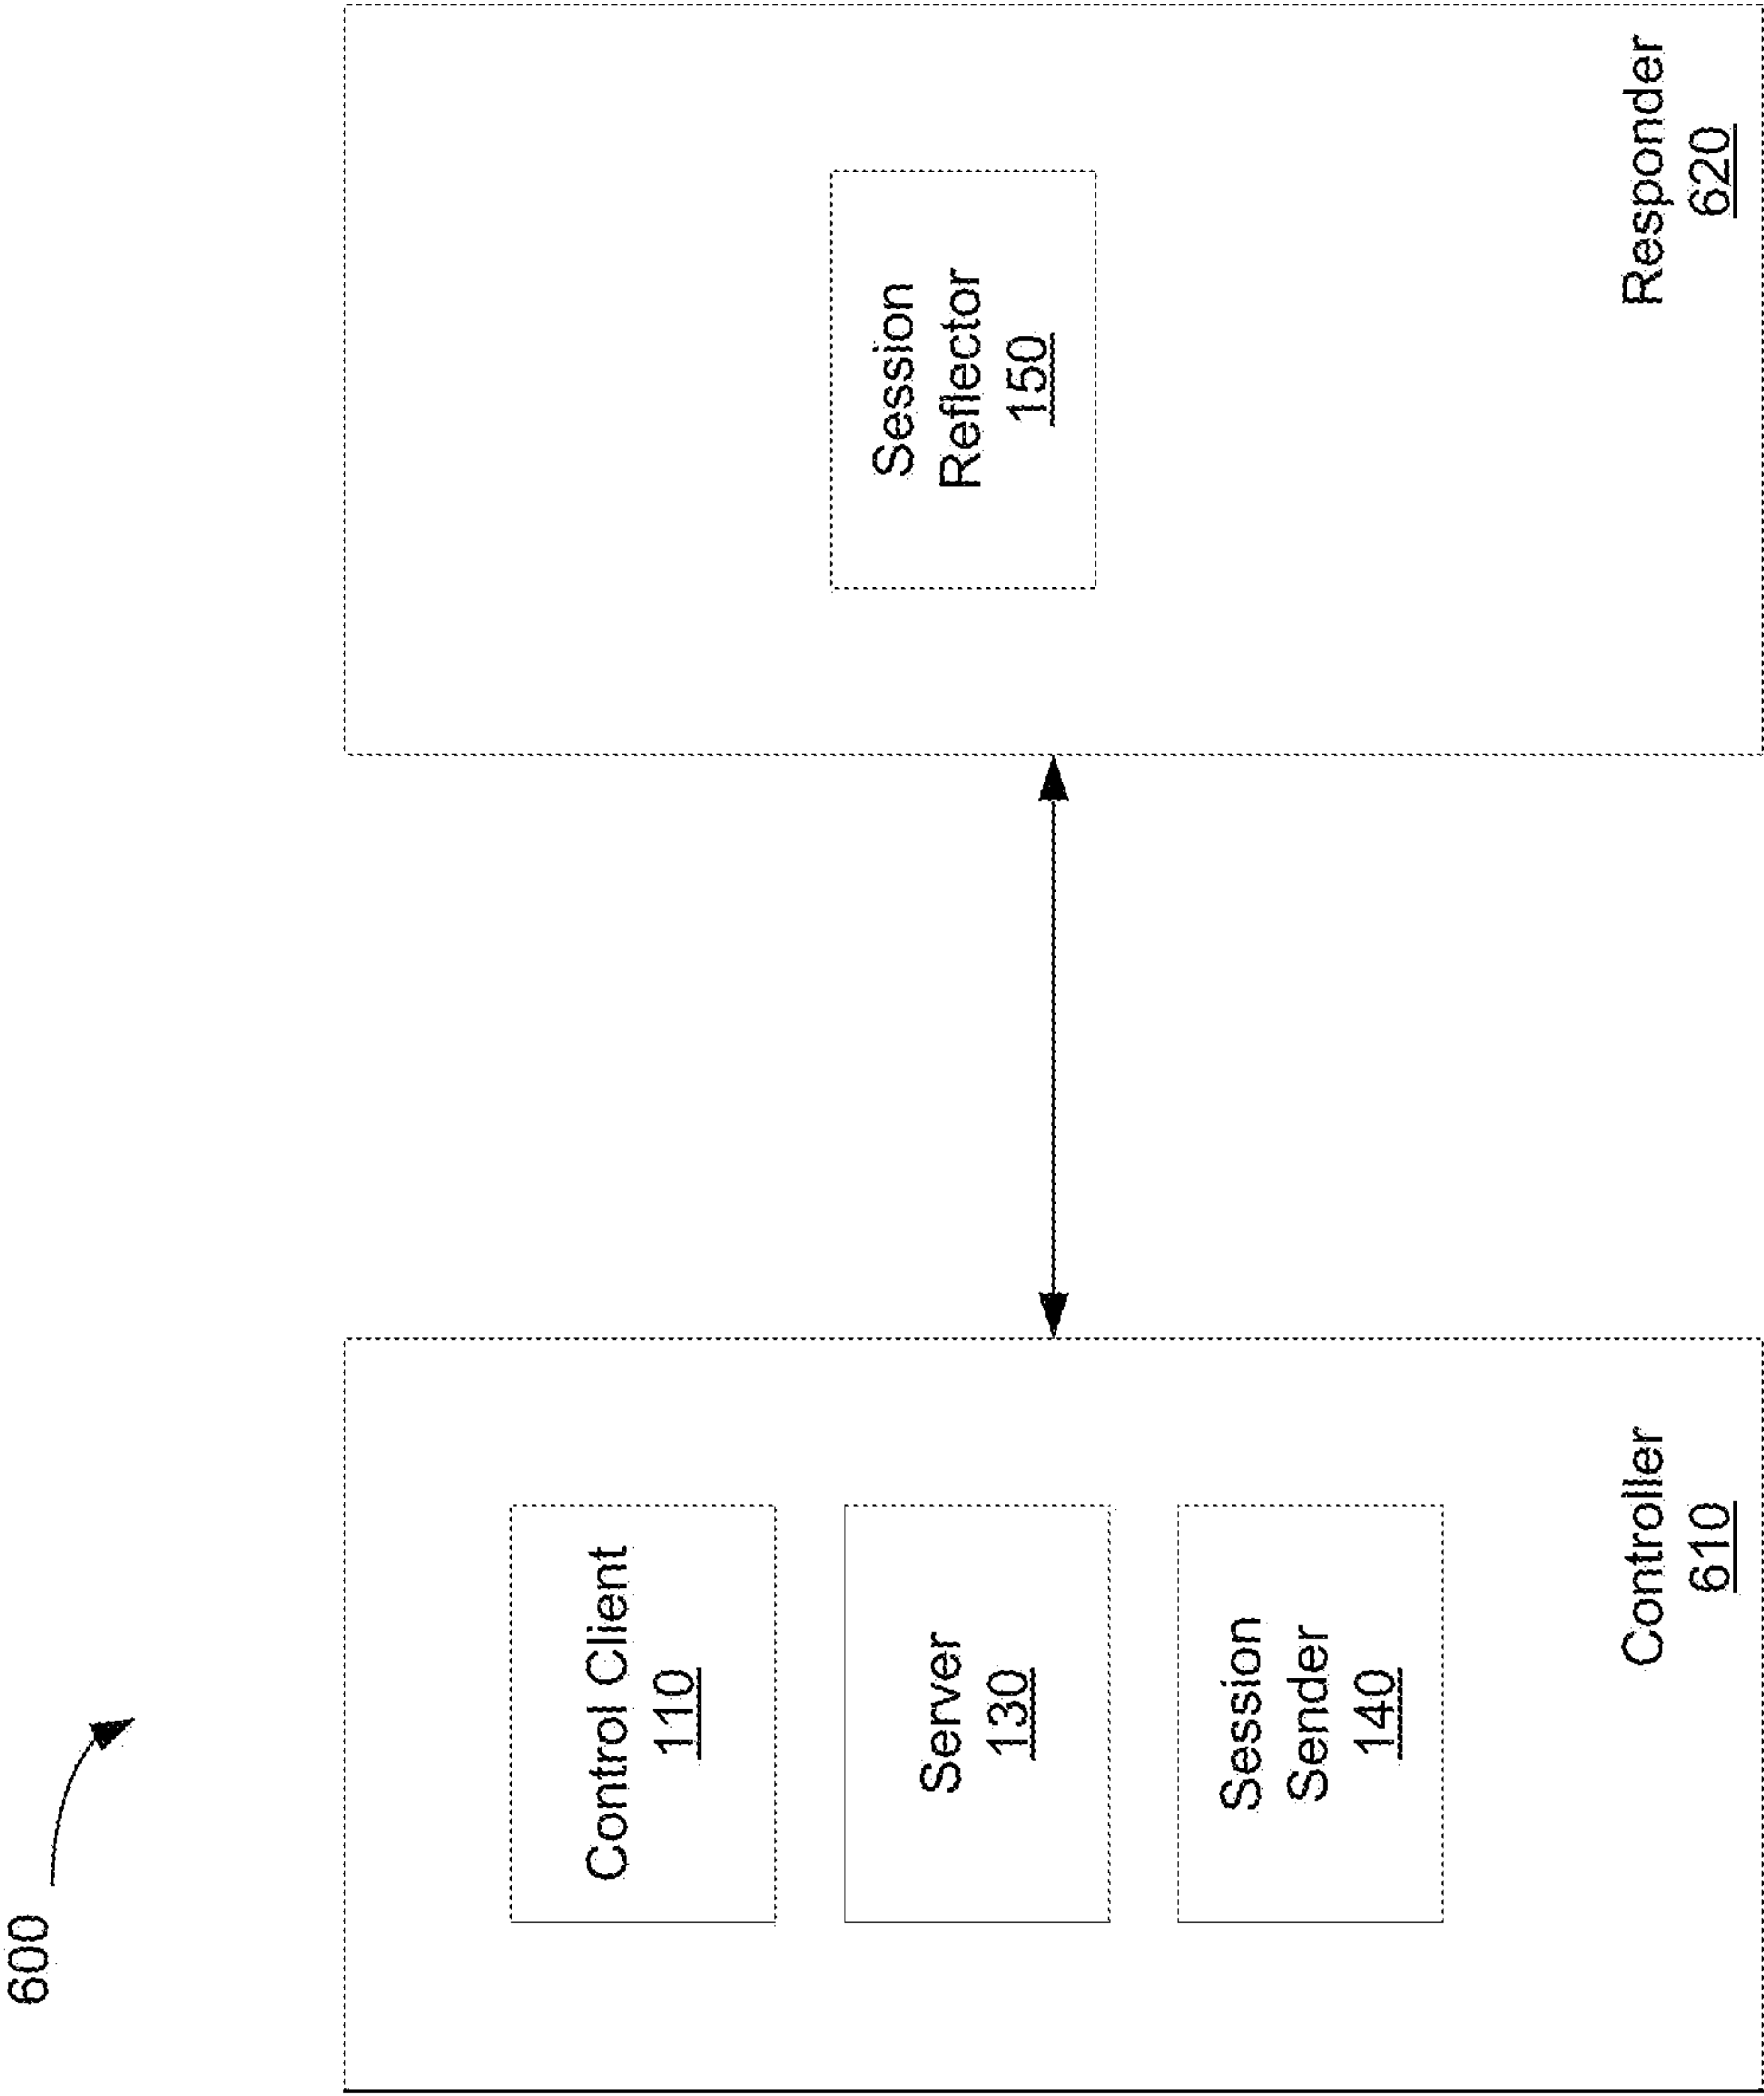 600
Control Client
110
Server
130
Session
Sender
140
Controller
610
Session
Reflector
150
Responder
620